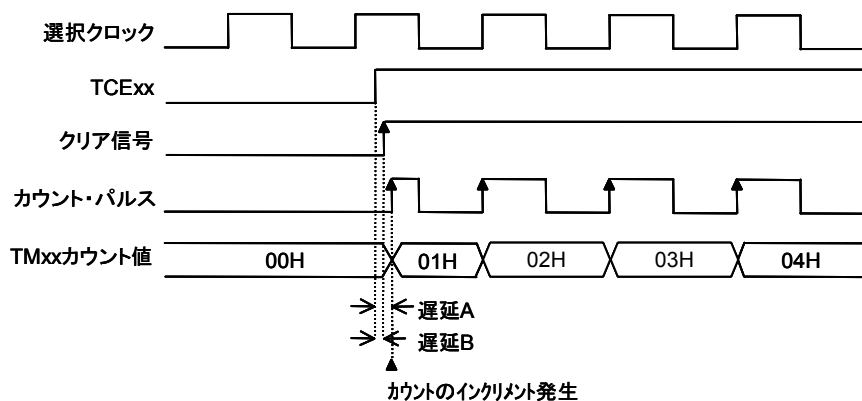 選択クロック
TCExx
クリア信号
カウント・パルス
TMxxカウント値
00H 01H 02H 03H 04H
遅延A
遅延B
カウントのインクリメント発生